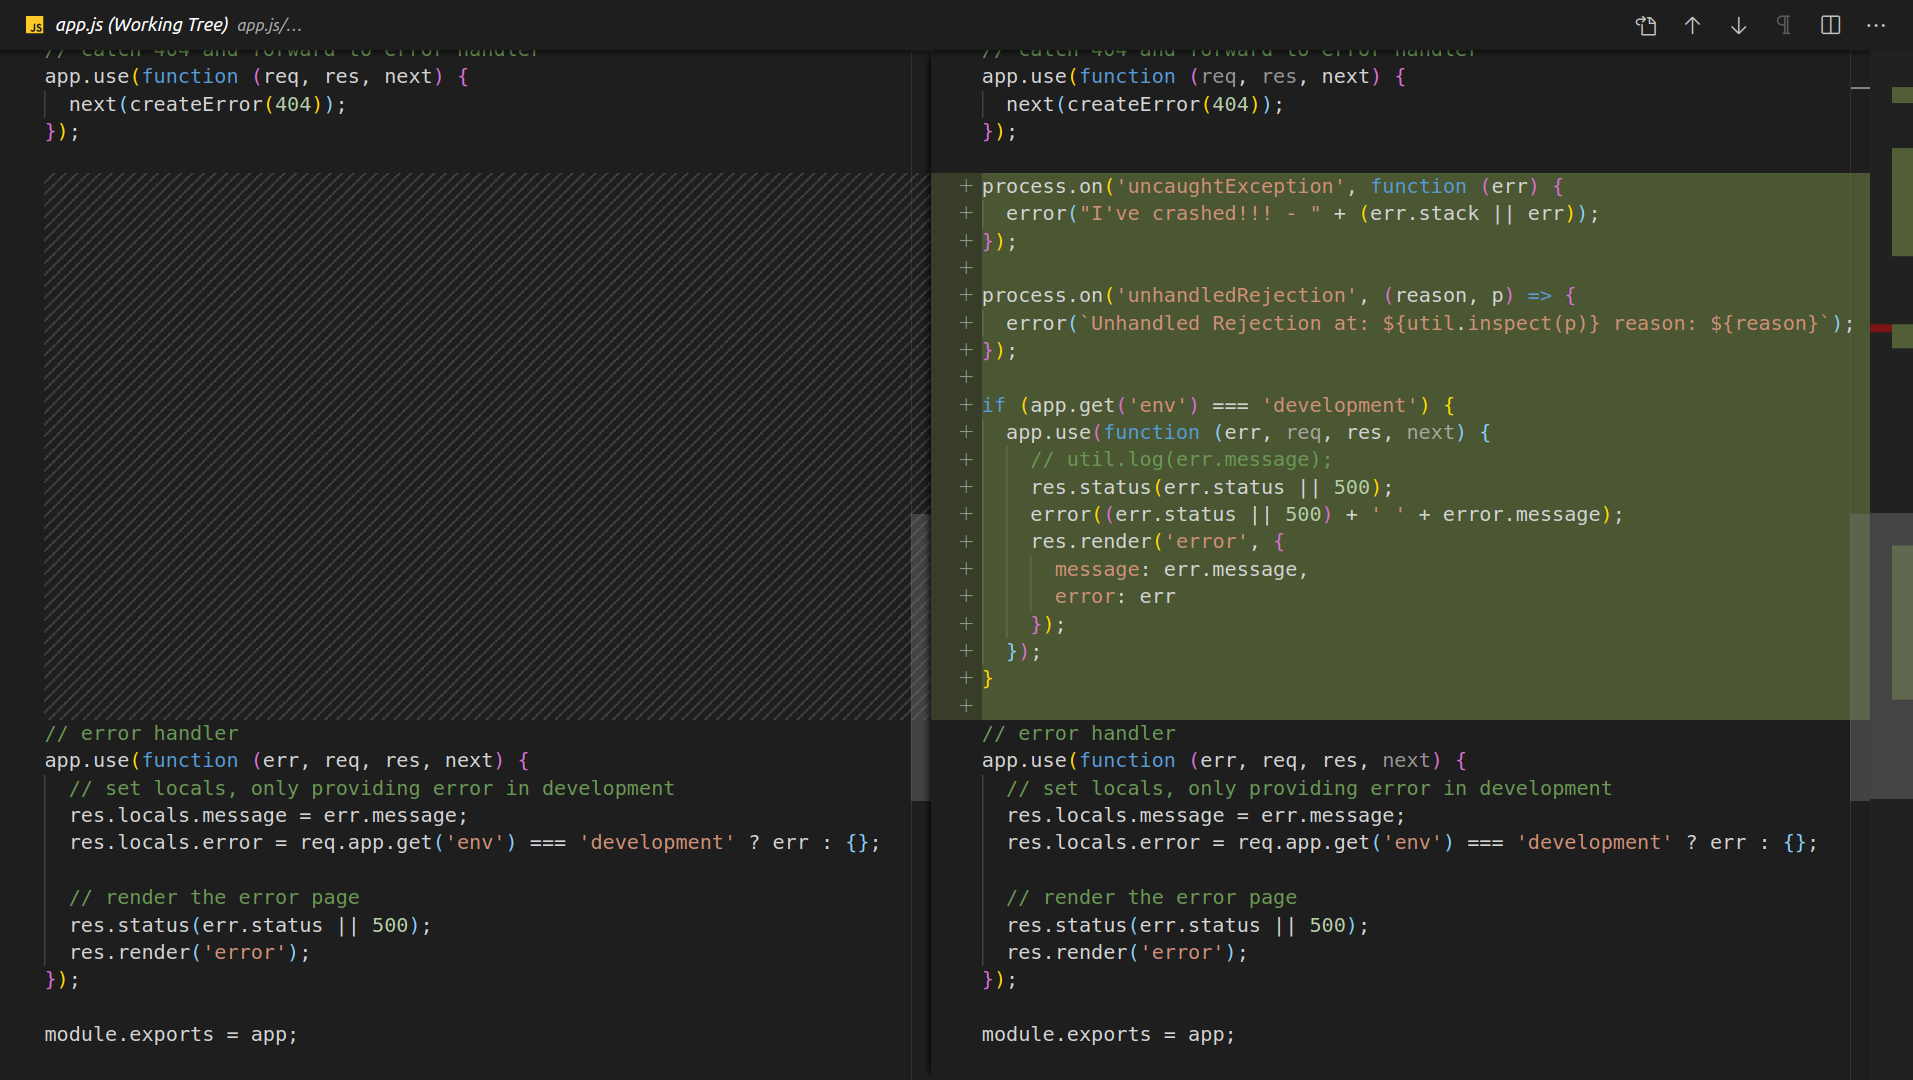 app.js (Working Tree) app.js/...
// catch 404 and forward to error handler
app.use(function (req, res, next) {
  next(createError(404));
});
// error handler
app.use(function (err, req, res, next) {
  // set locals, only providing error in development
  res.locals.message = err.message;
  res.locals.error = req.app.get('env') === 'development' ? err : {};
  // render the error page
  res.status(err.status || 500);
  res.render('error');
});
module.exports = app;
// catch 404 and forward to error handler
app.use(function (req, res, next) {
  next(createError(404));
});
+ process.on('uncaughtException', function (err) {
+   error("I've crashed!!! - " + (err.stack || err));
+ });
+
+ process.on('unhandledRejection', (reason, p) => {
+   error(`Unhandled Rejection at: ${util.inspect(p)} reason: ${reason}`);
+ });
+
+ if (app.get('env') === 'development') {
+   app.use(function (err, req, res, next) {
+     // util.log(err.message);
+     res.status(err.status || 500);
+     error((err.status || 500) + ' ' + error.message);
+     res.render('error', {
+       message: err.message,
+       error: err
+     });
+   });
+ }
+
// error handler
app.use(function (err, req, res, next) {
  // set locals, only providing error in development
  res.locals.message = err.message;
  res.locals.error = req.app.get('env') === 'development' ? err : {};
  // render the error page
  res.status(err.status || 500);
  res.render('error');
});
module.exports = app;